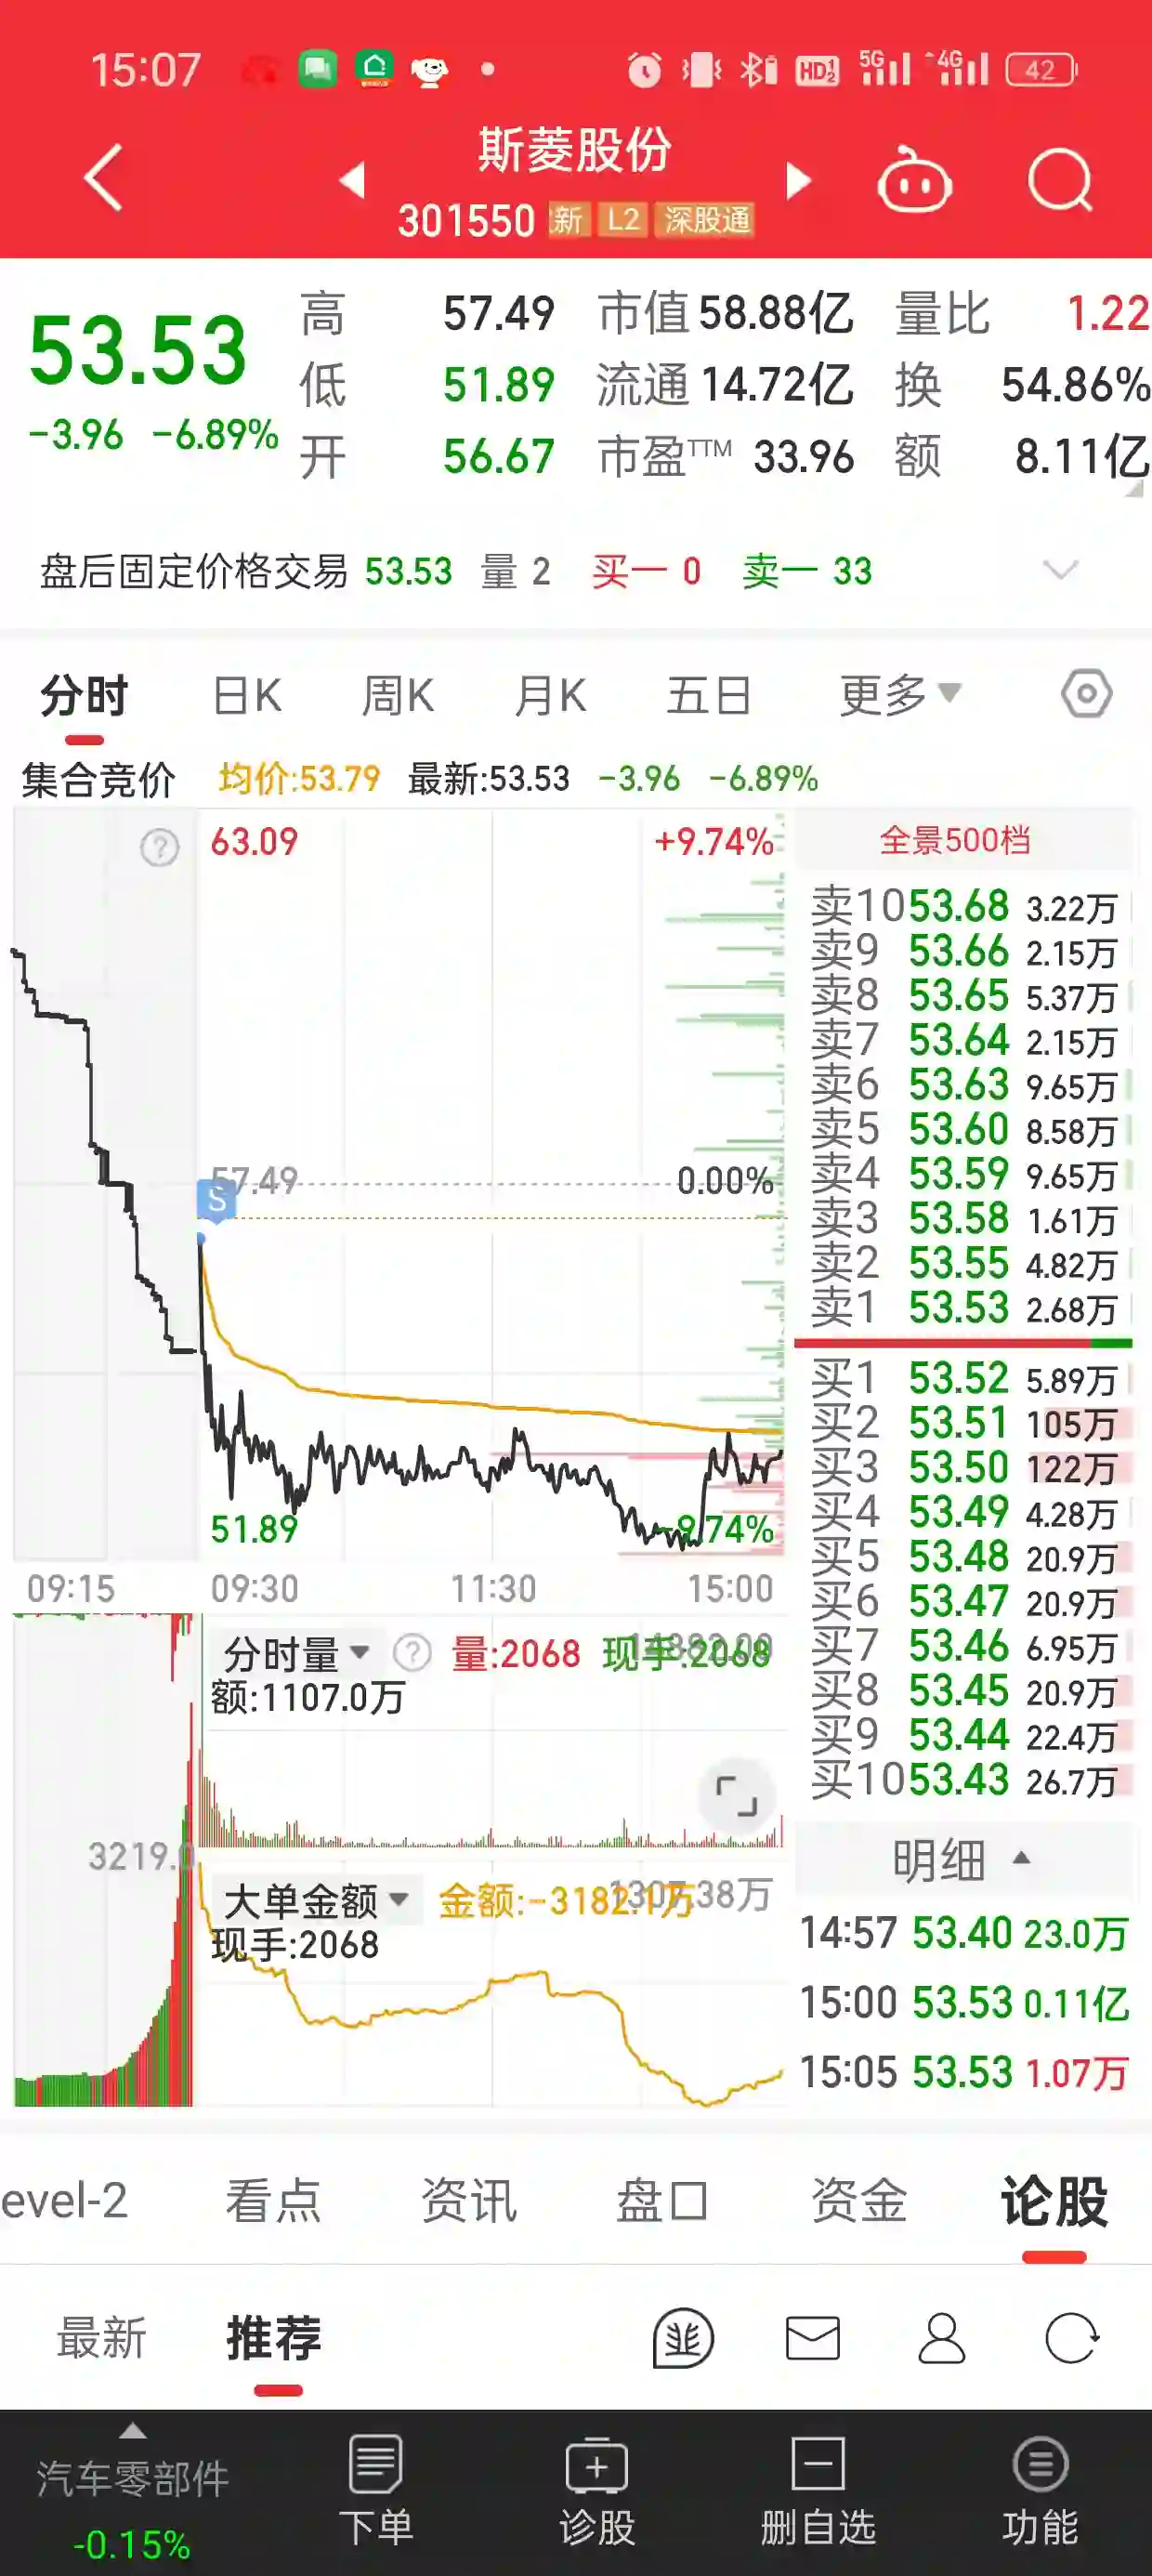 15:07 HD 1 2 5G 4G 42
斯菱股份
301550 新 L2 深股通
53.53
-3.96 -6.89%
高 57.49 市值 58.88亿 量比 1.22
低 51.89 流通 14.72亿 换 54.86%
开 56.67 市盈TTM 33.96 额 8.11亿
盘后固定价格交易 53.53 量 2 买一 0 卖一 33
分时 日K 周K 月K 五日 更多
集合竞价 均价:53.79 最新:53.53 -3.96 -6.89%
? 63.09 +9.74%
57.49 0.00%
S
51.89 -9.74%
09:15 09:30 11:30 15:00
全景500档
卖10 53.68 3.22万
卖9 53.66 2.15万
卖8 53.65 5.37万
卖7 53.64 2.15万
卖6 53.63 9.65万
卖5 53.60 8.58万
卖4 53.59 9.65万
卖3 53.58 1.61万
卖2 53.55 4.82万
卖1 53.53 2.68万
买1 53.52 5.89万
买2 53.51 105万
买3 53.50 122万
买4 53.49 4.28万
买5 53.48 20.9万
买6 53.47 20.9万
买7 53.46 6.95万
买8 53.45 20.9万
买9 53.44 22.4万
买10 53.43 26.7万
分时量 ? 量:2068 现手:2068
额:1107.0万
3219.0
大单金额 金额:-3182.1万
现手:2068
明细
14:57 53.40 23.0万
15:00 53.53 0.11亿
15:05 53.53 1.07万
evel-2 看点 资讯 盘口 资金 论股
最新 推荐
汽车零部件 下单 诊股 删自选 功能
-0.15%